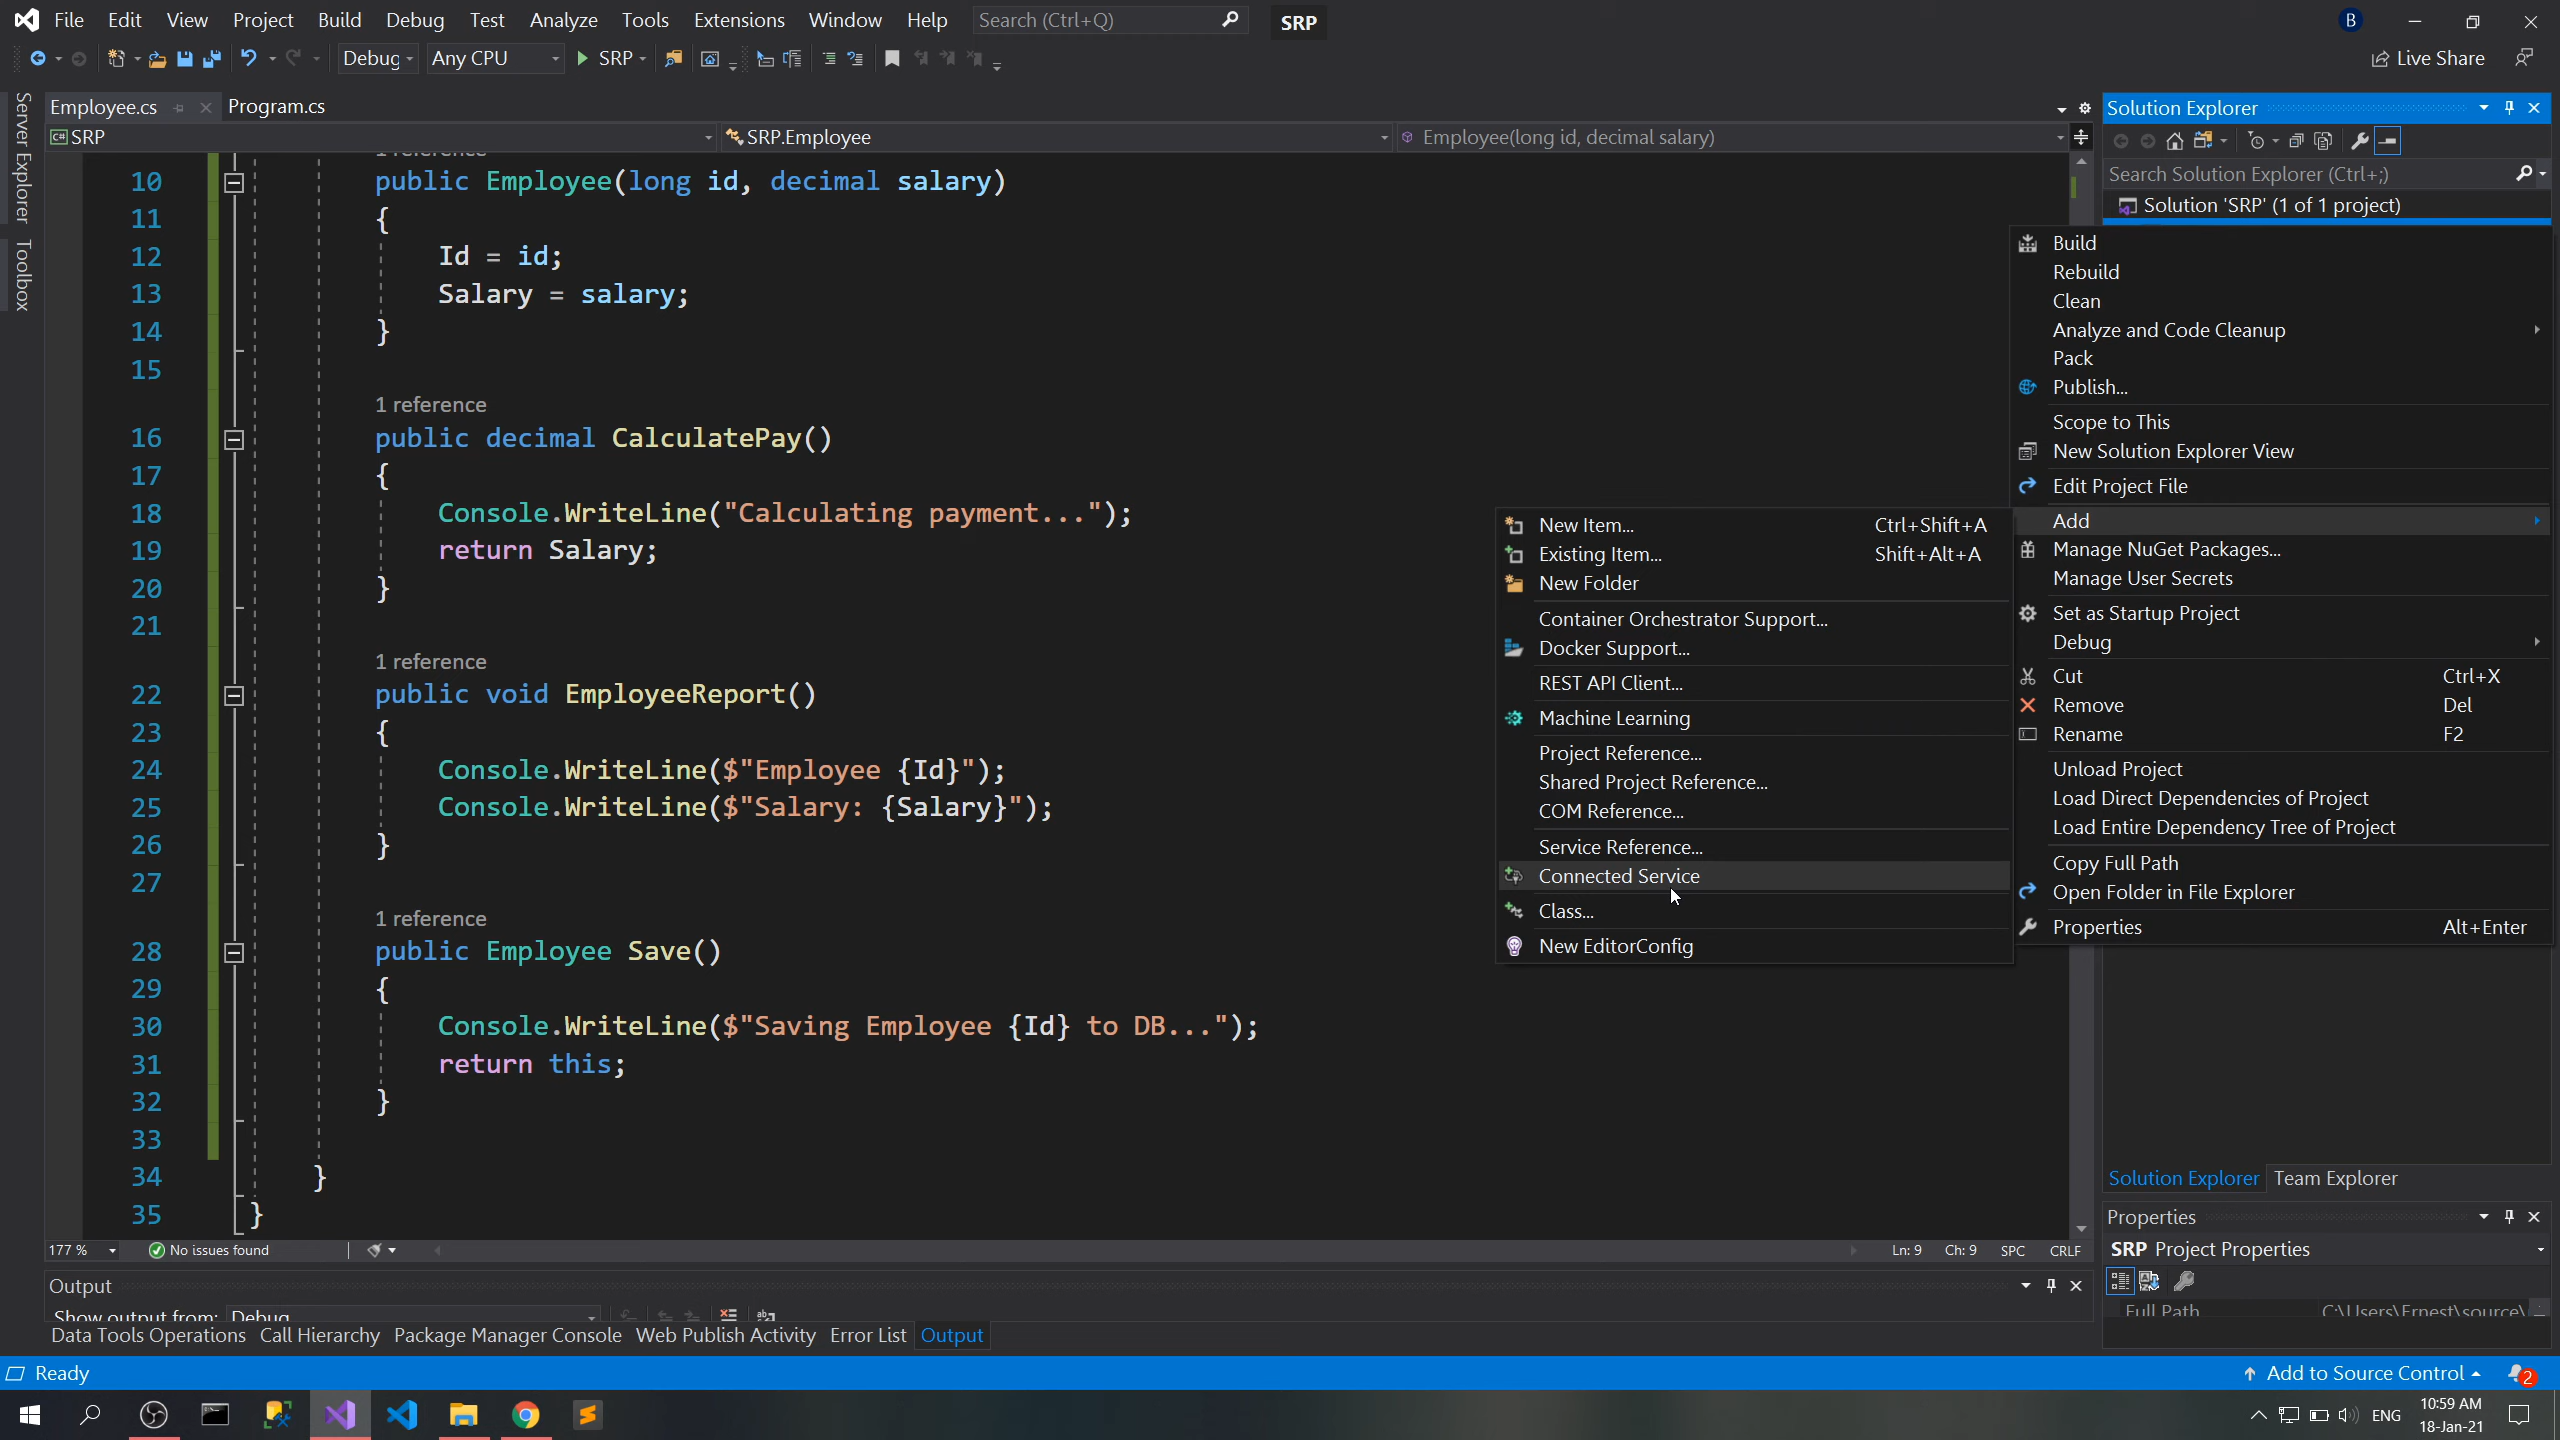 File Edit View Project Build Debug Test Analyze Tools Extensions Window Help Search (Ctrl+Q) SRP B
Debug Any CPU SRP Live Share
Server Explorer
Toolbox
Employee.cs Program.cs
C# SRP SRP.Employee Employee(long id, decimal salary)
10 public Employee(long id, decimal salary)
11 {
12 Id = id;
13 Salary = salary;
14 }
15
1 reference
16 public decimal CalculatePay()
17 {
18 Console.WriteLine("Calculating payment...");
19 return Salary;
20 }
21
1 reference
22 public void EmployeeReport()
23 {
24 Console.WriteLine($"Employee {Id}");
25 Console.WriteLine($"Salary: {Salary}");
26 }
27
1 reference
28 public Employee Save()
29 {
30 Console.WriteLine($"Saving Employee {Id} to DB...");
31 return this;
32 }
33
34 }
35 }
177 % No issues found Ln: 9 Ch: 9 SPC CRLF
New Item... Ctrl+Shift+A
Existing Item... Shift+Alt+A
New Folder
Container Orchestrator Support...
Docker Support...
REST API Client...
Machine Learning
Project Reference...
Shared Project Reference...
COM Reference...
Service Reference...
Connected Service
Class...
New EditorConfig
Solution Explorer
Search Solution Explorer (Ctrl+;)
Solution 'SRP' (1 of 1 project)
Build
Rebuild
Clean
Analyze and Code Cleanup
Pack
Publish...
Scope to This
New Solution Explorer View
Edit Project File
Add
Manage NuGet Packages...
Manage User Secrets
Set as Startup Project
Debug
Cut Ctrl+X
Remove Del
Rename F2
Unload Project
Load Direct Dependencies of Project
Load Entire Dependency Tree of Project
Copy Full Path
Open Folder in File Explorer
Properties Alt+Enter
Solution Explorer Team Explorer
Properties
SRP Project Properties
Full Path C:\Users\Ernest\source\
Output
Show output from: Debug
Data Tools Operations Call Hierarchy Package Manager Console Web Publish Activity Error List Output
Ready Add to Source Control 2
ENG 10:59 AM
18-Jan-21